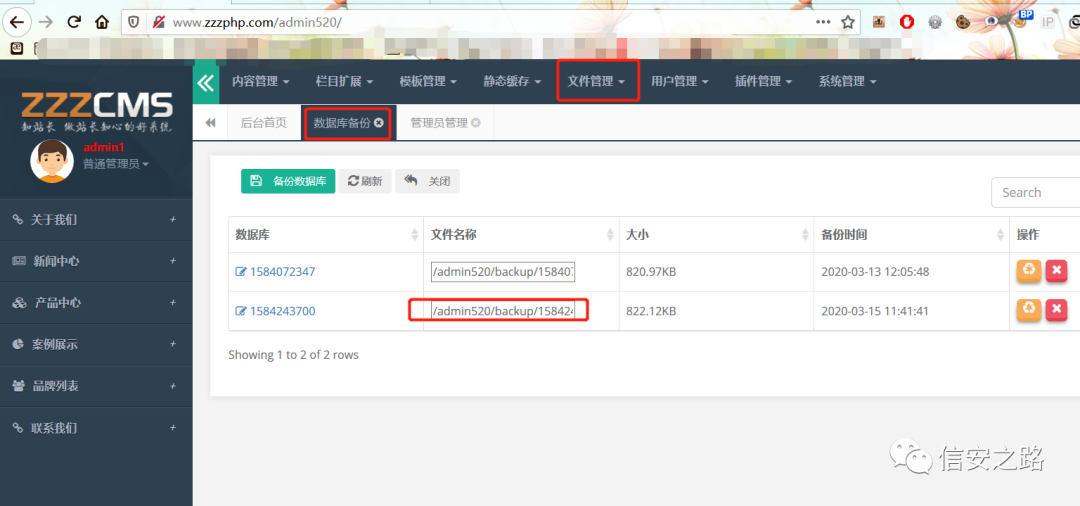 www.zzzphp.com/admin520/
BP
IP
ZZZCMS
知站长 做站长知心的好系统
admin1
普通管理员
内容管理 栏目扩展 模板管理 静态缓存 文件管理 用户管理 插件管理 系统管理
后台首页 数据库备份 管理员管理
备份数据库 刷新 关闭
Search
数据库 文件名称 大小 备份时间 操作
1584072347 /admin520/backup/15840 820.97KB 2020-03-13 12:05:48
1584243700 /admin520/backup/158424 822.12KB 2020-03-15 11:41:41
Showing 1 to 2 of 2 rows
关于我们 +
新闻中心 +
产品中心 +
案例展示 +
品牌列表 +
联系我们 +
信安之路